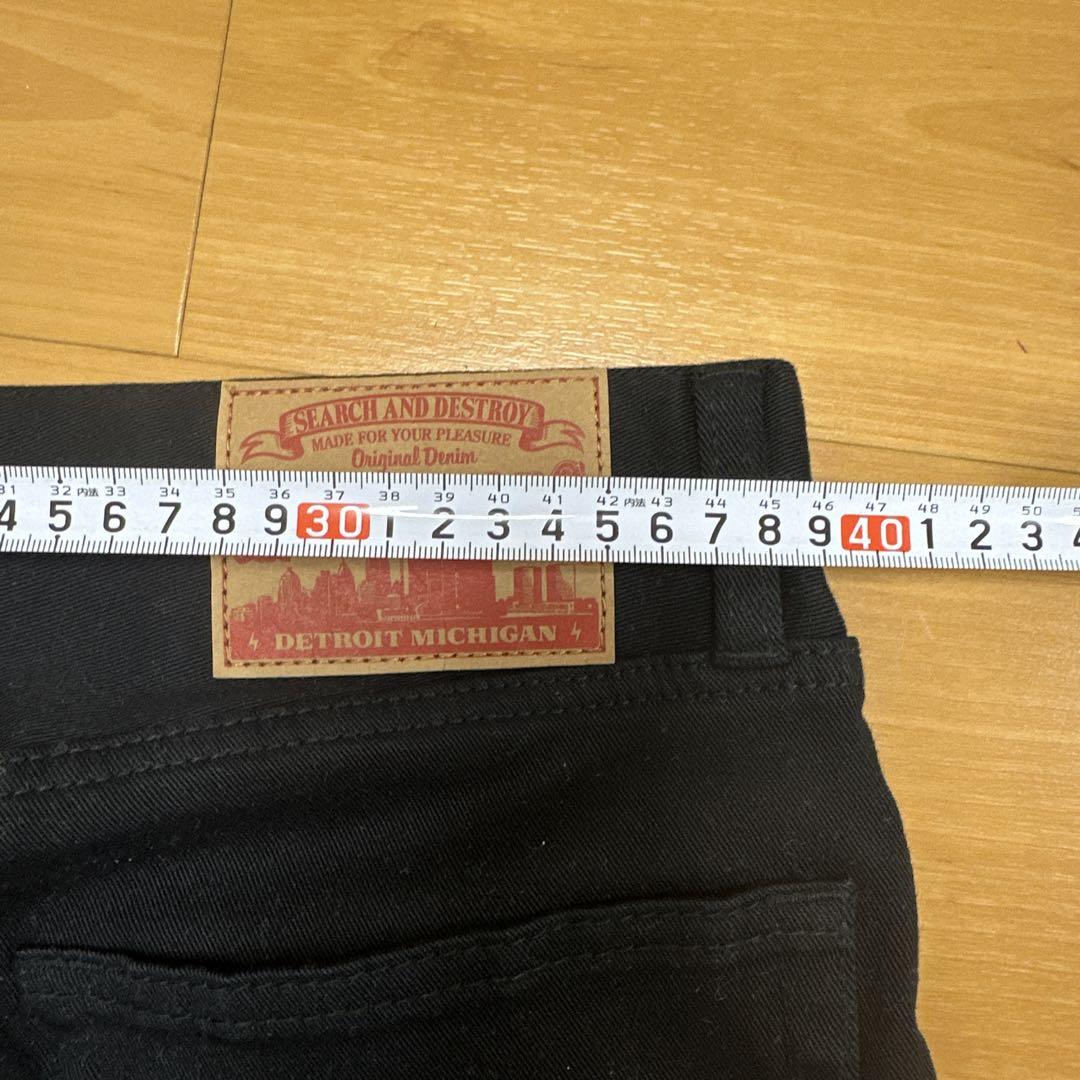 SEARCH AND DESTROY
MADE FOR YOUR PLEASURE
Original Denim
32 内法 33 34 35 36 37 38 39 40 41 42 内法 43 44 45 46 47 48 49 50
4 5 6 7 8 9 30 1 2 3 4 5 6 7 8 9 40 1 2 3
DETROIT MICHIGAN